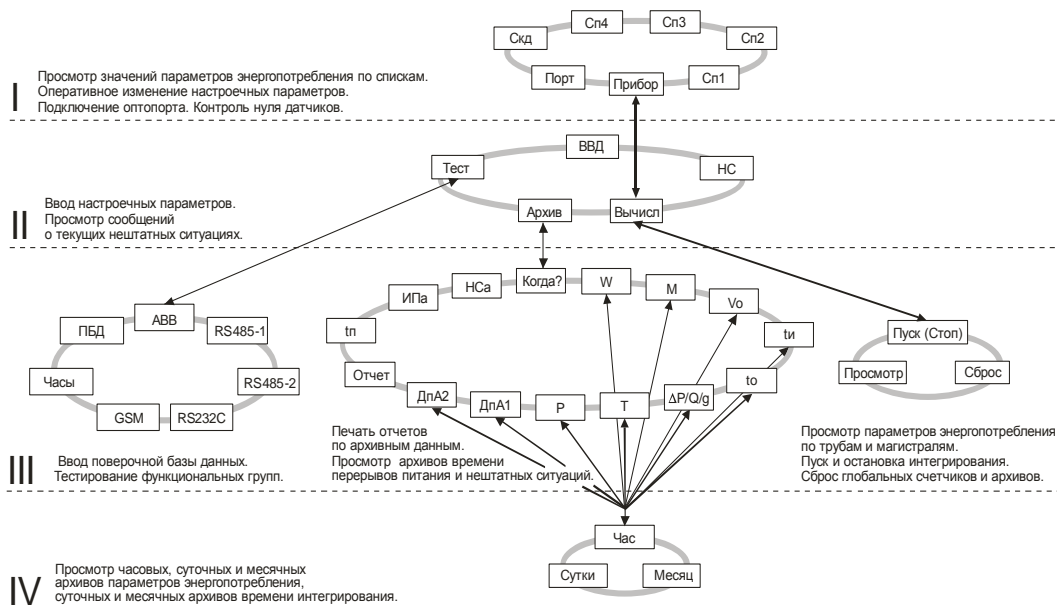 Сп4
Сп3
Скд
Сп2
Порт
Прибор
Сп1
I
Просмотр значений параметров энергопотребления по спискам.
Оперативное изменение настроечных параметров.
Подключение оптопорта. Контроль нуля датчиков.
ВВД
Тест
НС
Архив
Вычисл
II
Ввод настроечных параметров.
Просмотр сообщений
о текущих нештатных ситуациях.
АВВ
ПБД
RS485-1
Часы
RS485-2
GSM
RS232C
Когда?
W
М
НСа
ИПа
Vo
tп
tи
Отчет
to
ДпА2
ДпА1
Р
Т
ΔP/Q/g
Пуск (Стоп)
Просмотр
Сброс
III
Ввод поверочной базы данных.
Тестирование функциональных групп.
Печать отчетов
по архивным данным.
Просмотр архивов времени
перерывов питания и нештатных ситуаций.
Просмотр параметров энергопотребления
по трубам и магистралям.
Пуск и остановка интегрирования.
Сброс глобальных счетчиков и архивов.
Час
Сутки
Месяц
IV
Просмотр часовых, суточных и месячных
архивов параметров энергопотребления,
суточных и месячных архивов времени интегрирования.